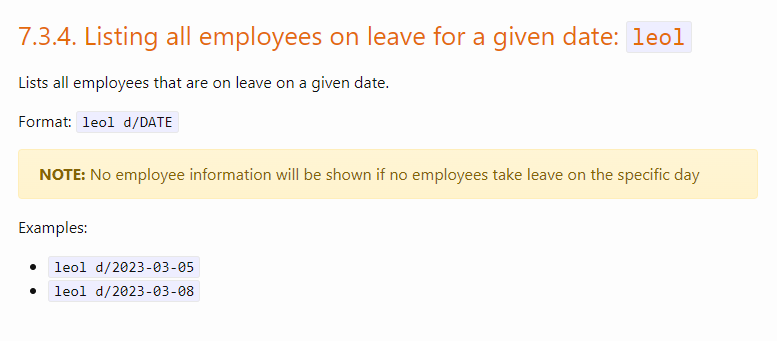 7.3.4. Listing all employees on leave for a given date: leol
Lists all employees that are on leave on a given date.
Format: leol d/DATE
NOTE: No employee information will be shown if no employees take leave on the specific day
Examples:
• leol d/2023-03-05
• leol d/2023-03-08